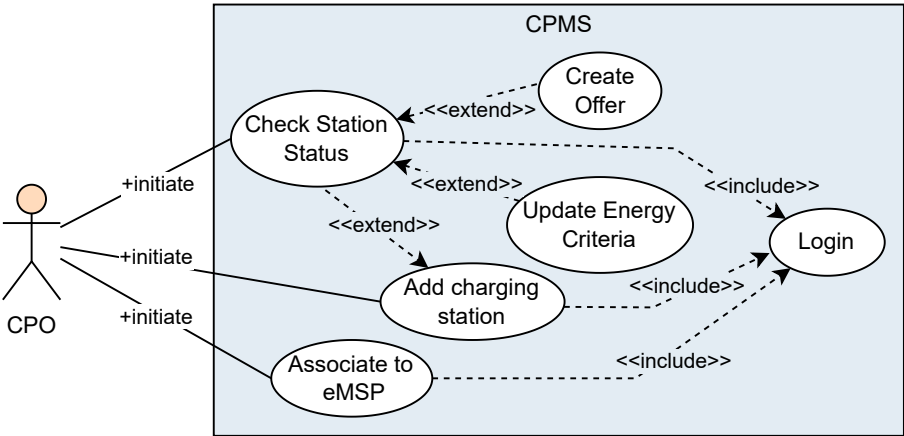 CPMS
Create
Offer
<<extend>>
Check Station
Status
+initiate
<<extend>>
<<include>>
Update Energy
Criteria
<<extend>>
Login
+initiate
Add charging
station
<<include>>
CPO
+initiate
Associate to
eMSP
<<include>>